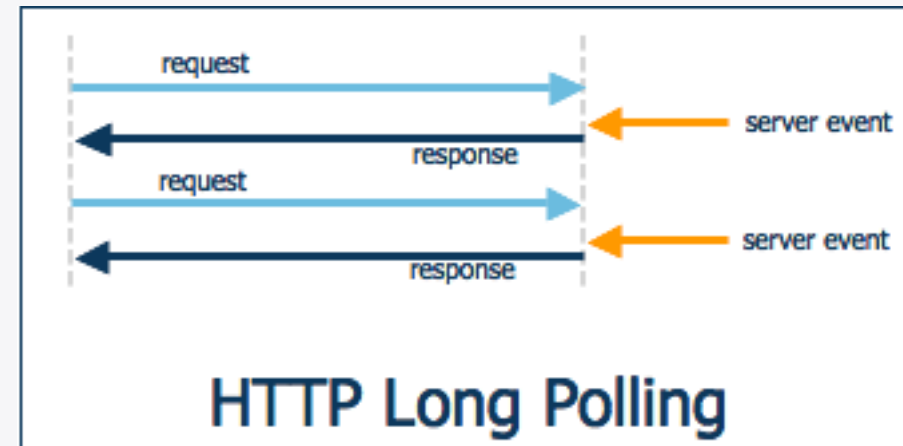 request
server event
response
request
server event
response
HTTP Long Polling